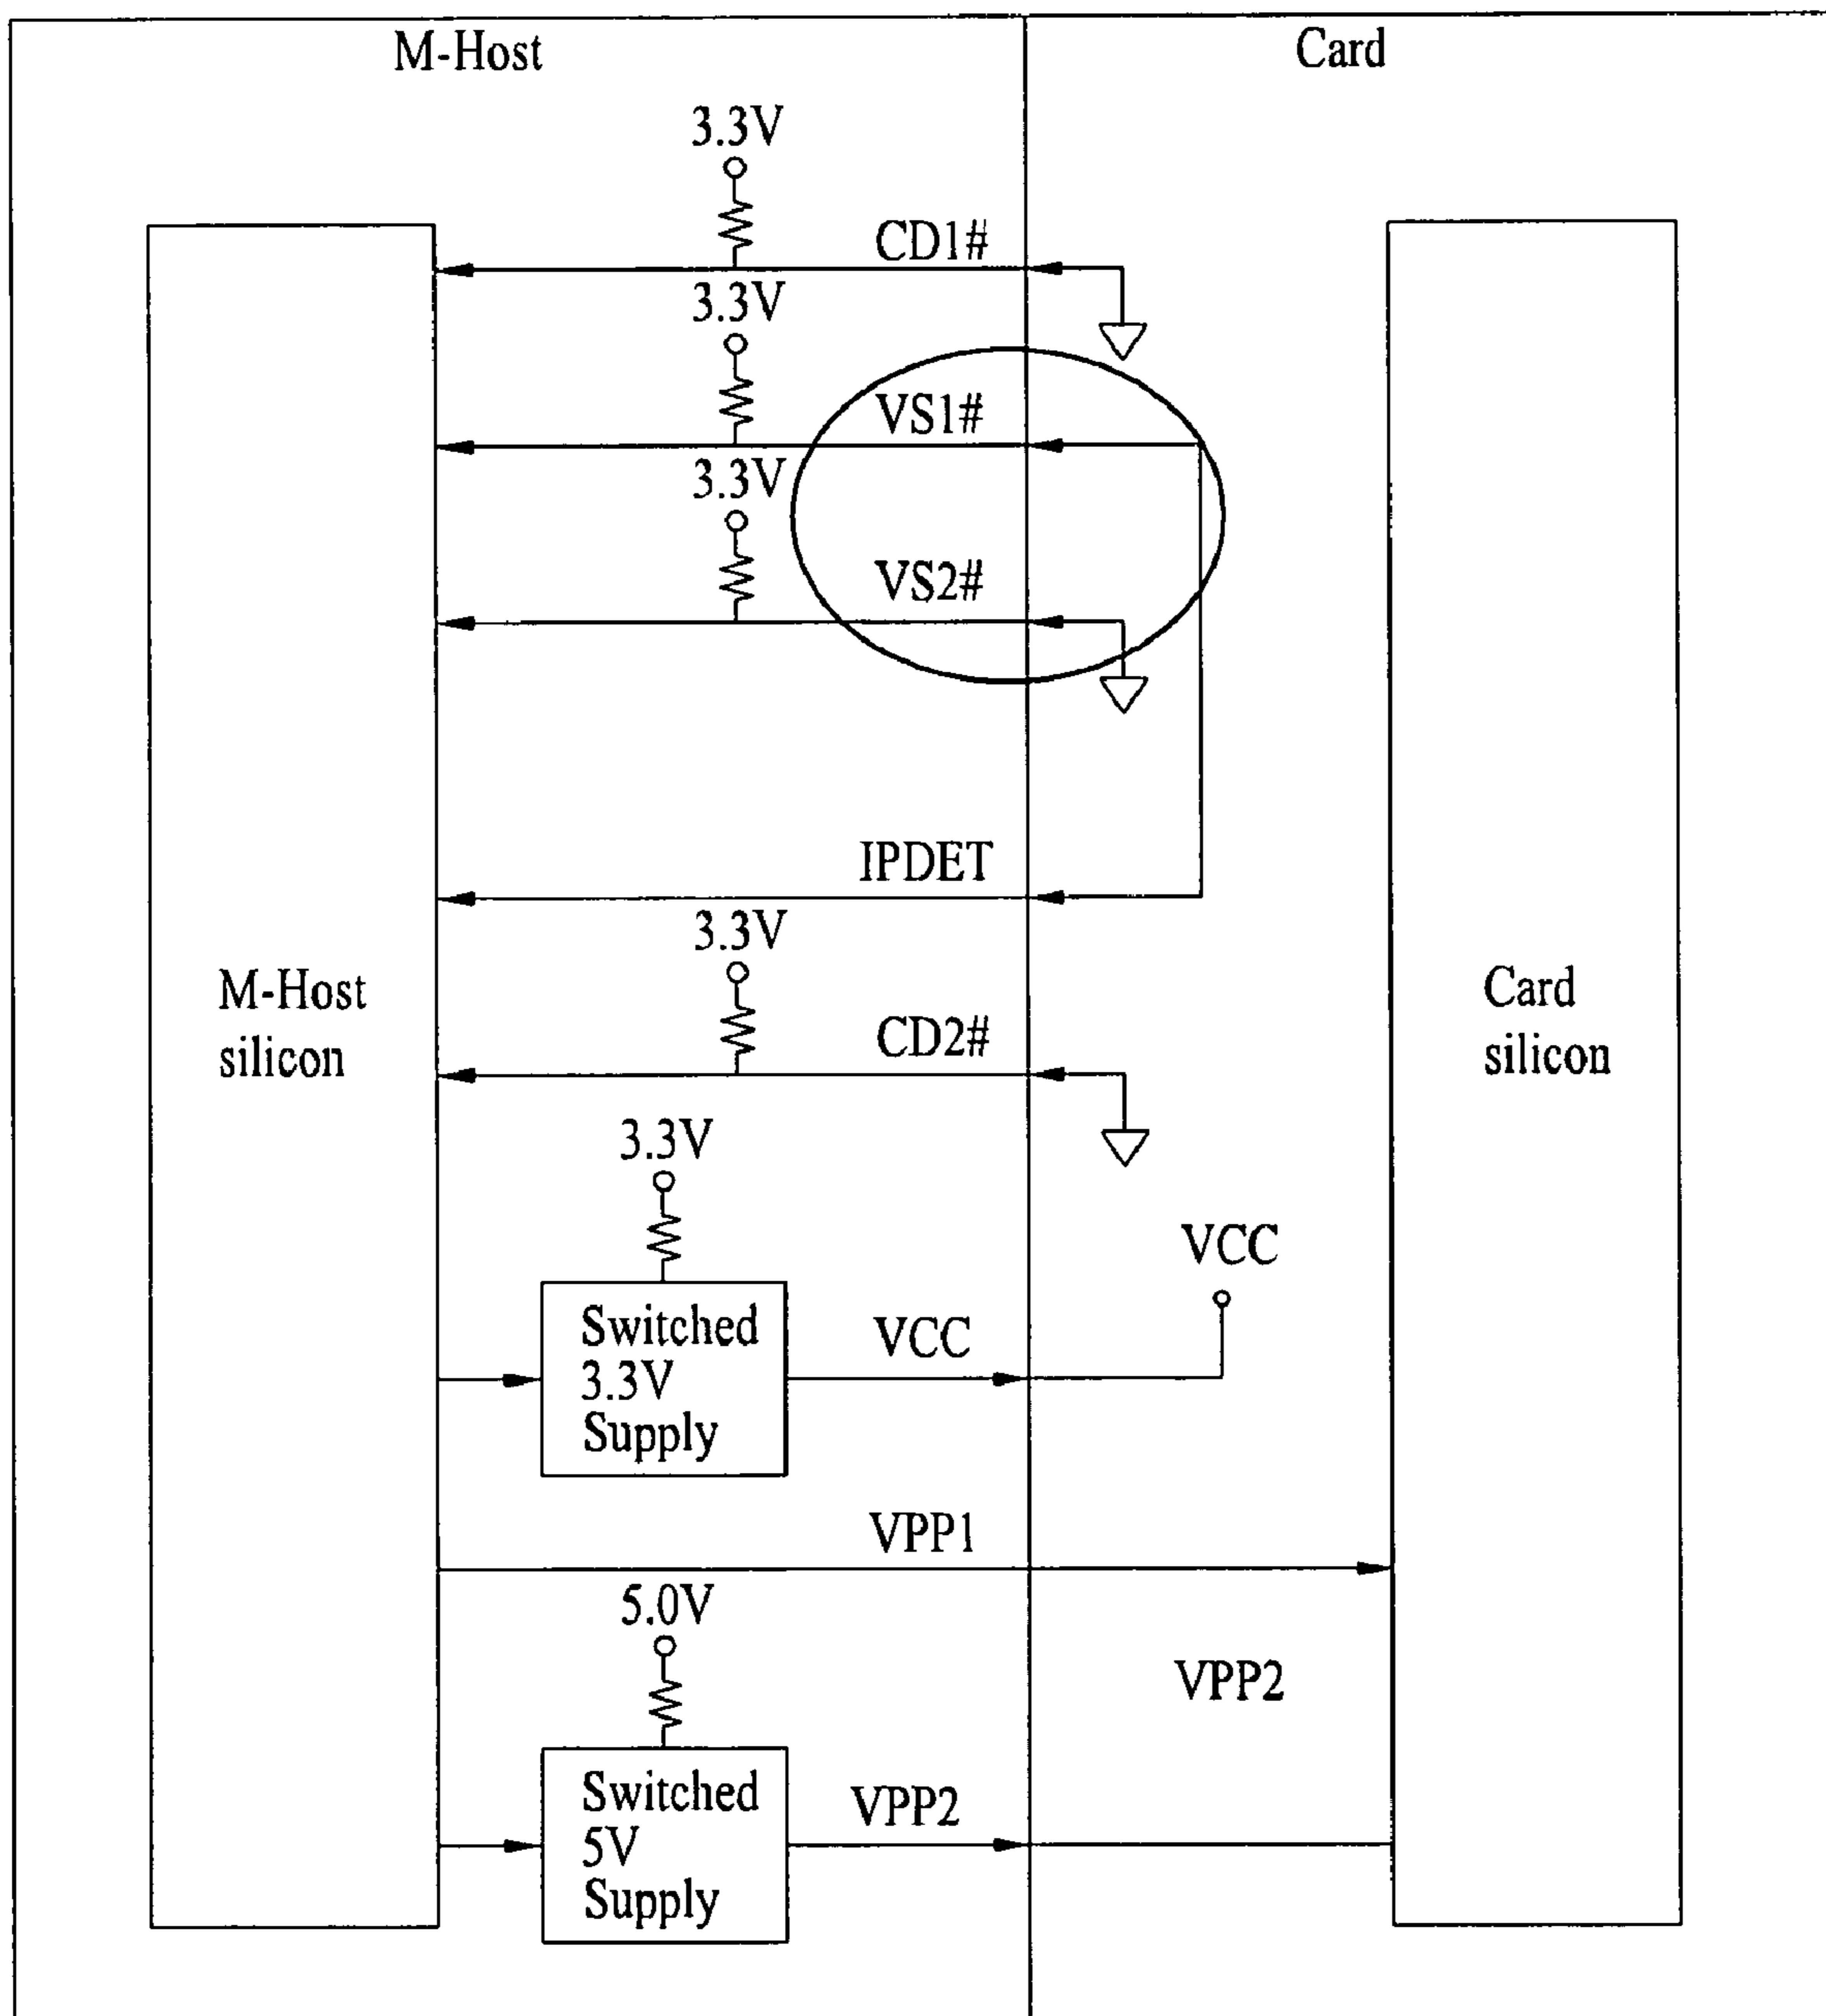 M-Host
Card
3.3V
CD1#
3.3V
VS1#
3.3V
VS2#
IPDET
3.3V
M-Host
silicon
CD2#
Card
silicon
3.3V
VCC
Switched
3.3V
Supply
VCC
VPP1
5.0V
VPP2
Switched
5V
Supply
VPP2